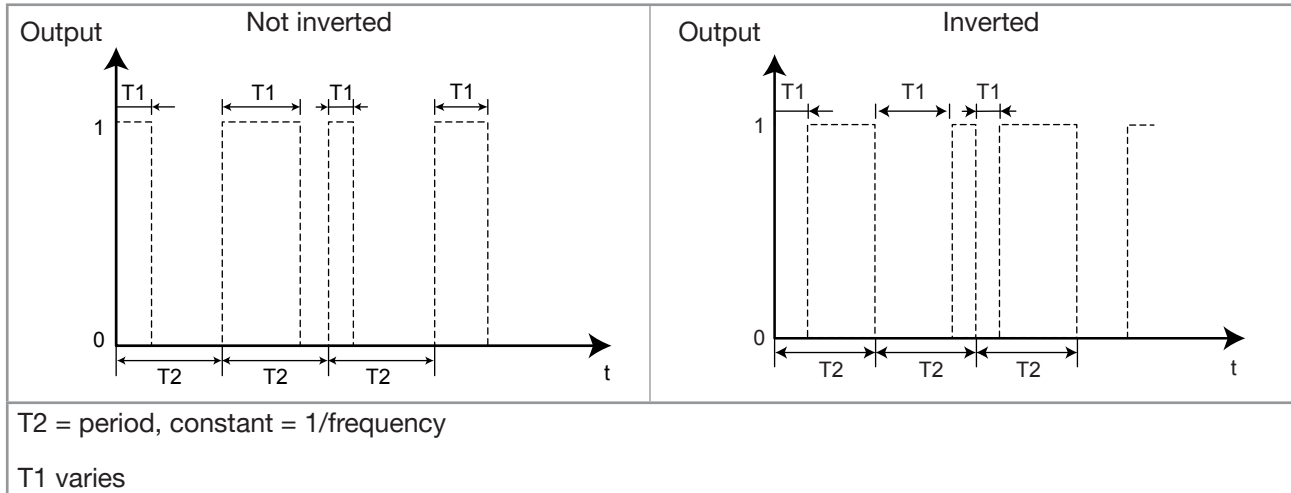 Not inverted
Output
T1 T1 T1 T1
1
0
T2 T2 T2
t
Inverted
Output
T1 T1 T1
1
0
T2 T2 T2
t
T2 = period, constant = 1/frequency
T1 varies